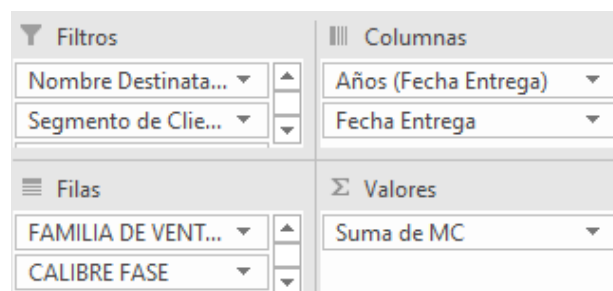 Filtros
Columnas
Nombre Destinata...
Años (Fecha Entrega)
Segmento de Clie...
Fecha Entrega
Filas
Σ Valores
FAMILIA DE VENT...
Suma de MC
CALIBRE FASE